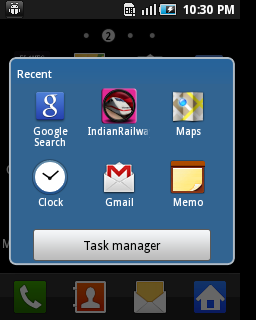 10:30 PM
2
Recent
Google Search
IndianRailwa
Maps
Clock
Gmail
Memo
Task manager